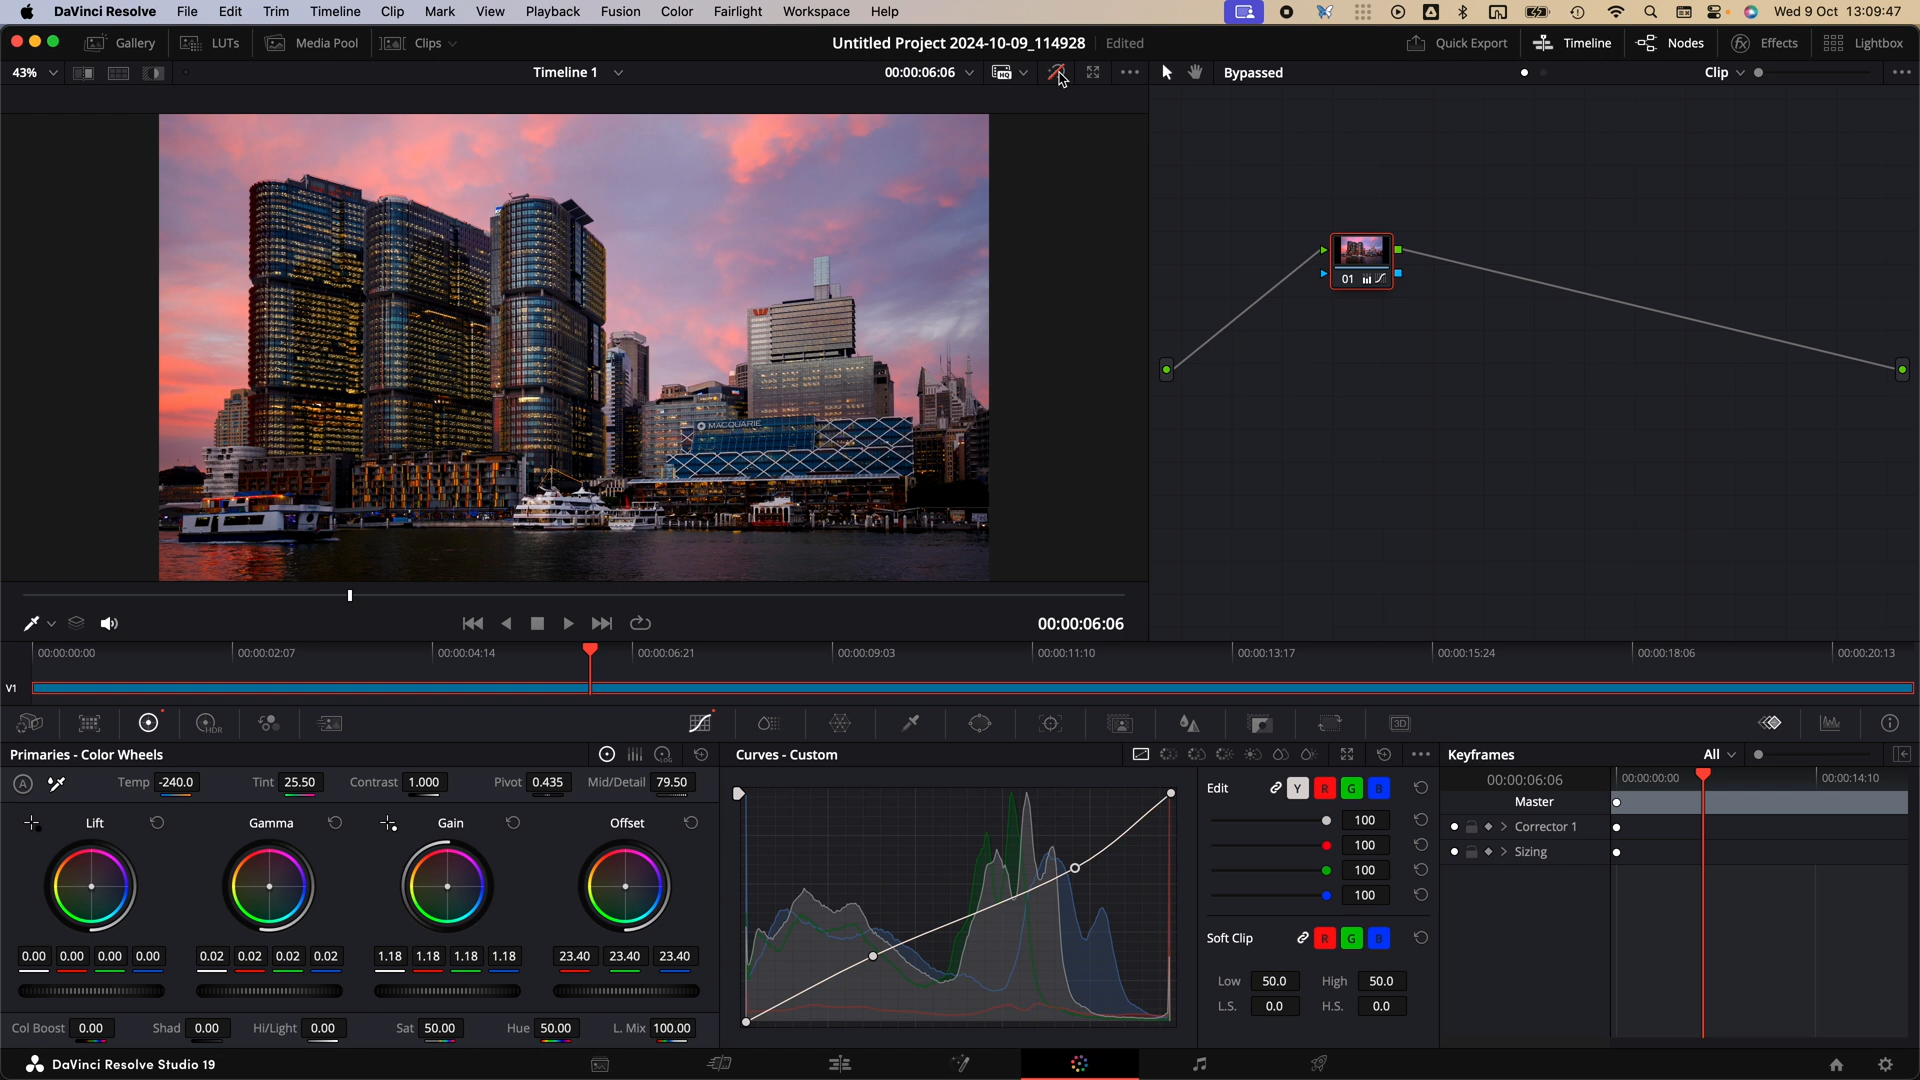 DaVinci Resolve File Edit Trim Timeline Clip Mark View Playback Fusion Color Fairlight Workspace Help Wed 9 Oct 13:09:47
Gallery LUTs Media Pool Clips Untitled Project 2024-10-09_114928 Edited Quick Export Timeline Nodes Effects Lightbox
43% Timeline 1 00:00:06:06 HQ Bypassed Clip
MACQUARIE
01
00:00:06:06
00:00:00:00 00:00:02:07 00:00:04:14 00:00:06:21 00:00:09:03 00:00:11:10 00:00:13:17 00:00:15:24 00:00:18:06 00:00:20:13
V1
HDR 3D
Primaries - Color Wheels LOG Curves - Custom Keyframes All
A Temp -240.0 Tint 25.50 Contrast 1.000 Pivot 0.435 Mid/Detail 79.50 Edit Y R G B 00:00:06:06 00:00:00:00 00:00:14:10
Master
Lift Gamma Gain Offset 100 Corrector 1
100 Sizing
100
100
Soft Clip R G B
0.00 0.00 0.00 0.00 0.02 0.02 0.02 0.02 1.18 1.18 1.18 1.18 23.40 23.40 23.40
Low 50.0 High 50.0
L.S. 0.0 H.S. 0.0
Col Boost 0.00 Shad 0.00 Hi/Light 0.00 Sat 50.00 Hue 50.00 L. Mix 100.00
DaVinci Resolve Studio 19